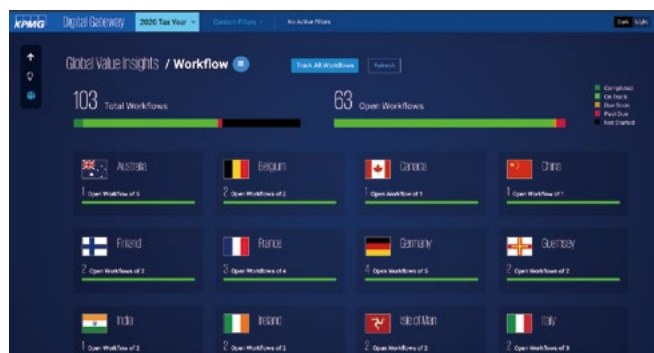 KPMG Digital Gateway 2020 Tax Year Content Filters No Active Filters Dark Light
Global Value Insights / Workflow Track All Workflows Refresh
103 Total Workflows 63 Open Workflows
Completed
On Track
Due Soon
Past Due
Not Started
Australia Belgium Canada China
1 Open Workflow of 5 2 Open Workflows of 2 1 Open Workflow of 1 1 Open Workflow of 1
Finland France Germany Guernsey
2 Open Workflows of 2 3 Open Workflows of 4 4 Open Workflows of 5 2 Open Workflows of 2
India Ireland Isle of Man Italy
1 Open Workflow of 2 Open Workflows of 2 2 Open Workflows of 2 2 Open Workflows of